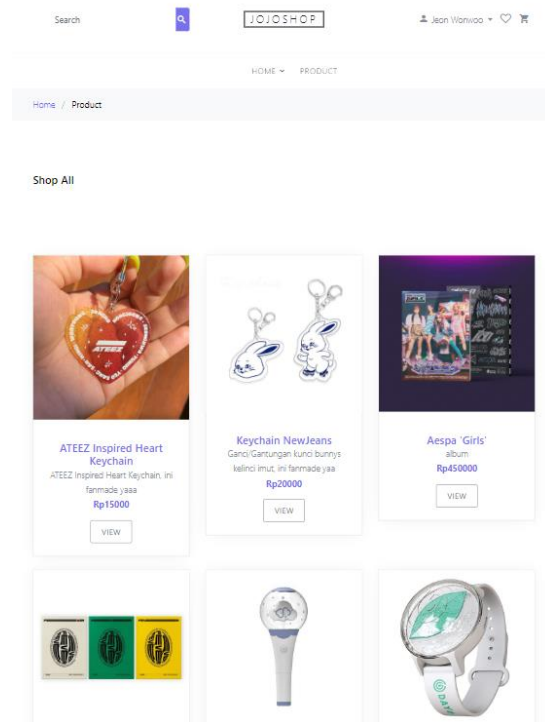 Search
JOJOSHOP
Jeon Wonwoo
HOME
PRODUCT
Home / Product
Shop All
ATEEZ
ATEEZ Inspired Heart
Keychain
ATEEZ Inspired Heart Keychain, ini
fanmade yaaa
Rp15000
VIEW
Keychain NewJeans
Ganci/Gantungan kunci bunnys
kelinci imut, ini fanmade yaa
Rp20000
VIEW
Aespa 'Girls'
album
Rp450000
VIEW
DAY6